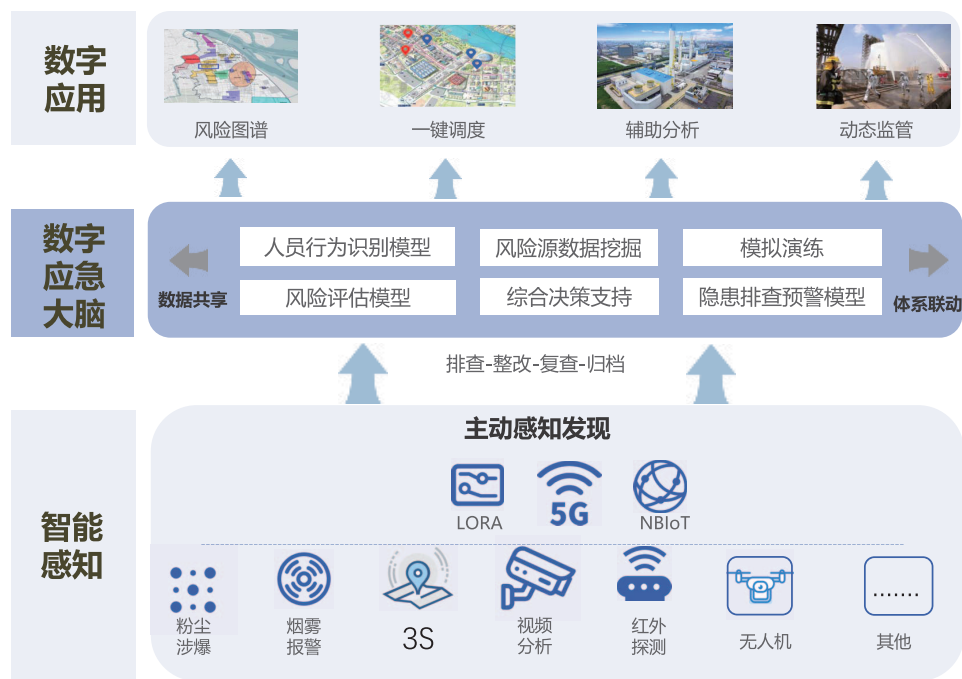 数字
应用
风险图谱
一键调度
辅助分析
动态监管
数字
应急
大脑
数据共享
人员行为识别模型
风险源数据挖掘
模拟演练
风险评估模型
综合决策支持
隐患排查预警模型
体系联动
排查-整改-复查-归档
智能
感知
主动感知发现
5G
LORA
NBIoT
粉尘
涉爆
烟雾
报警
3S
视频
分析
红外
探测
无人机
.......
其他